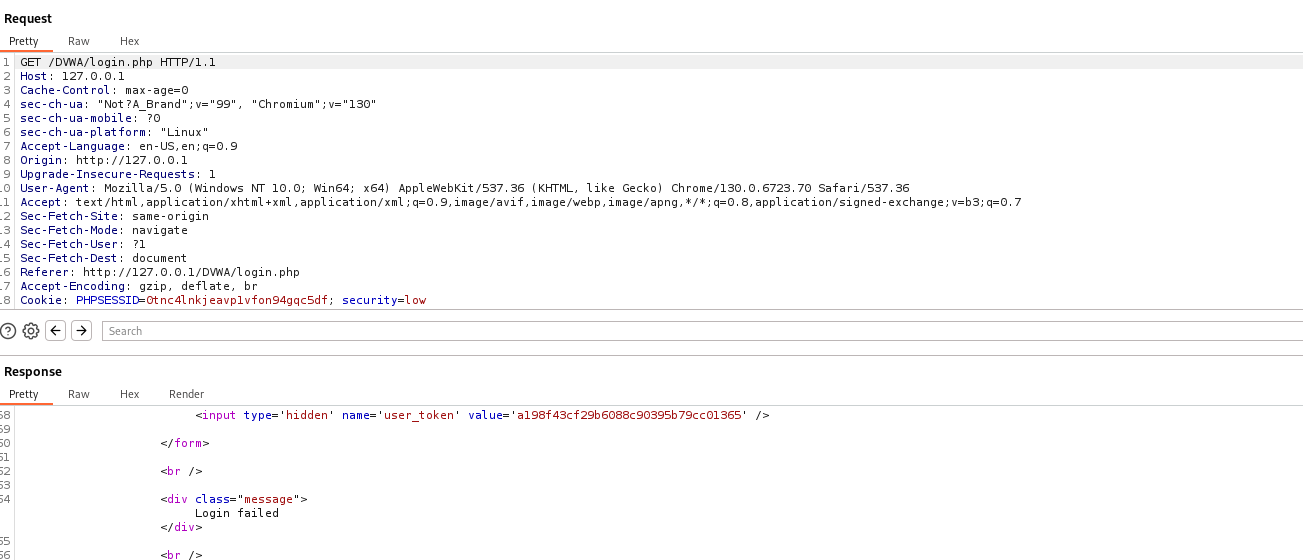 Request
Pretty Raw Hex
1 GET /DVWA/login.php HTTP/1.1
2 Host: 127.0.0.1
3 Cache-Control: max-age=0
4 sec-ch-ua: "Not?A_Brand";v="99", "Chromium";v="130"
5 sec-ch-ua-mobile: ?0
6 sec-ch-ua-platform: "Linux"
7 Accept-Language: en-US,en;q=0.9
8 Origin: http://127.0.0.1
9 Upgrade-Insecure-Requests: 1
10 User-Agent: Mozilla/5.0 (Windows NT 10.0; Win64; x64) AppleWebKit/537.36 (KHTML, like Gecko) Chrome/130.0.6723.70 Safari/537.36
11 Accept: text/html,application/xhtml+xml,application/xml;q=0.9,image/avif,image/webp,image/apng,*/*;q=0.8,application/signed-exchange;v=b3;q=0.7
12 Sec-Fetch-Site: same-origin
13 Sec-Fetch-Mode: navigate
14 Sec-Fetch-User: ?1
15 Sec-Fetch-Dest: document
16 Referer: http://127.0.0.1/DVWA/login.php
17 Accept-Encoding: gzip, deflate, br
18 Cookie: PHPSESSID=0tnc4lnkjeavp1vfon94gqc5df; security=low
Search
Response
Pretty Raw Hex Render
58 <input type='hidden' name='user_token' value='a198f43cf29b6088c90395b79cc01365' />
59
60 </form>
61
62 <br />
63
64 <div class="message">
Login failed
</div>
65
66 <br />